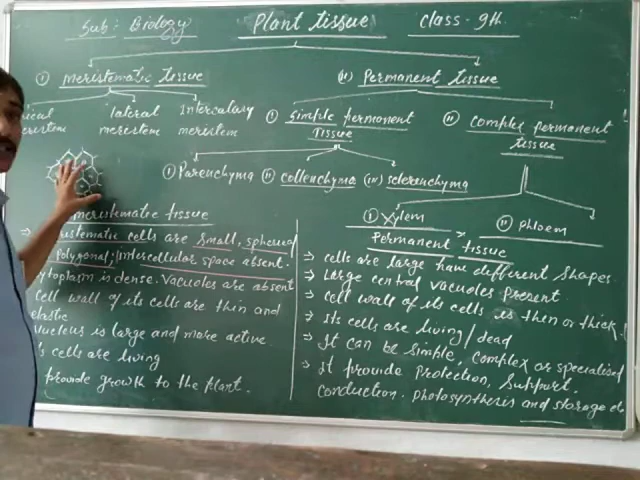 Sub: Biology Plant tissue Class- 9th.
(I) meristematic tissue (II) Permanent tissue
lateral meristem Intercalary meristem (I) Simple permanent Tissue (II) Complex permanent tissue
(I) Parenchyma (II) Collenchyma (III) sclerenchyma
(I) Xylem (II) Phloem
meristematic tissue
cells are small, spherical
Polygonal, Intercellular space absent.
is dense. Vacuoles are absent
Cell wall of its cells are thin and
elastic
is large and more active
cells are living
provide growth to the plant.
Permanent tissue
→ cells are large have different shapes
→ Large central vacuoles present.
→ Cell wall of its cells is thin or thick.
→ Its cells are living/dead
→ It can be simple, complex or specialised
→ It provide Protection, Support.
Conduction. photosynthesis and storage